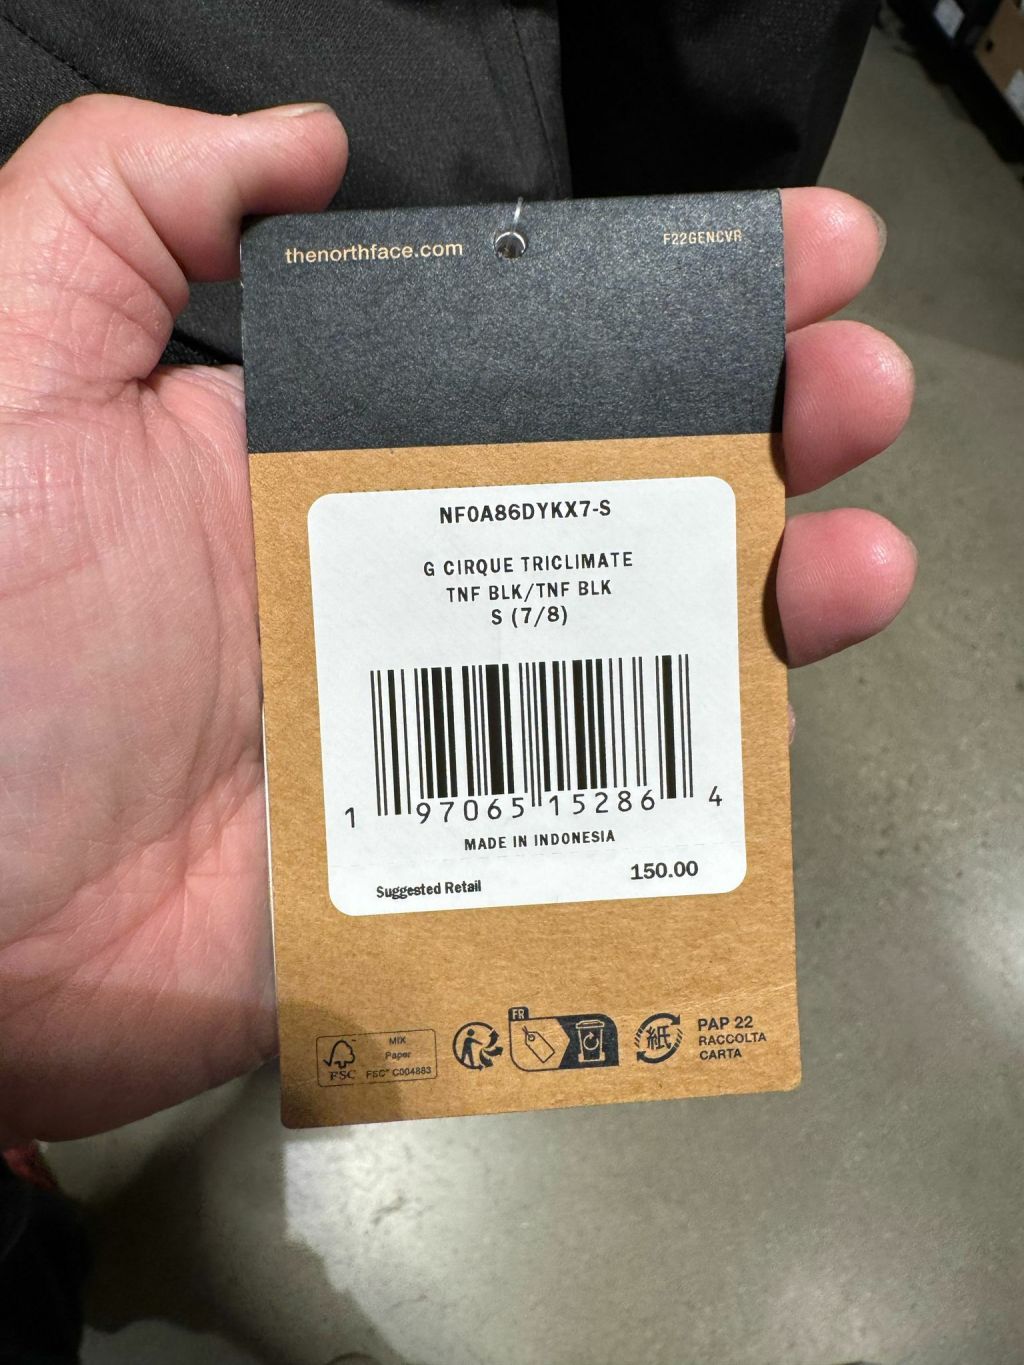 thenorthface.com
F22GENCVR
NF0A86DYKX7-S
G CIRQUE TRICLIMATE
TNF BLK/TNF BLK
S (7/8)
1 97065 15286 4
MADE IN INDONESIA
Suggested Retail 150.00
FSC
MIX
Paper
FSC® C004883
FR
紙
PAP 22
RACCOLTA
CARTA